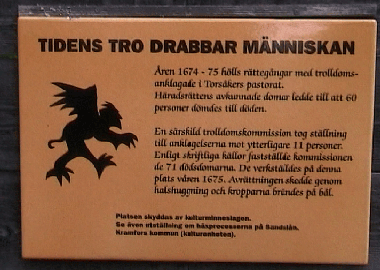 TIDENS TRO DRABBAR MÄNNISKAN
Åren 1674 - 75 hölls rättegångar med trolldoms-
anklagade i Torsåkers pastorat.
Häradsrättens avkunnade domar ledde till att 60
personer dömdes till döden.
En särskild trolldomskommission tog ställning
till anklagelserna mot ytterligare 11 personer.
Enligt skriftliga källor fastställde kommissionen
de 71 dödsdomarna. De verkställdes på denna
plats våren 1675. Avrättningen skedde genom
halshuggning och kropparna brändes på bål.
Platsen skyddas av kulturminneslagen.
Se även utställning om häxprocesserna på Sandslån.
Kramfors kommun (kulturenheten).